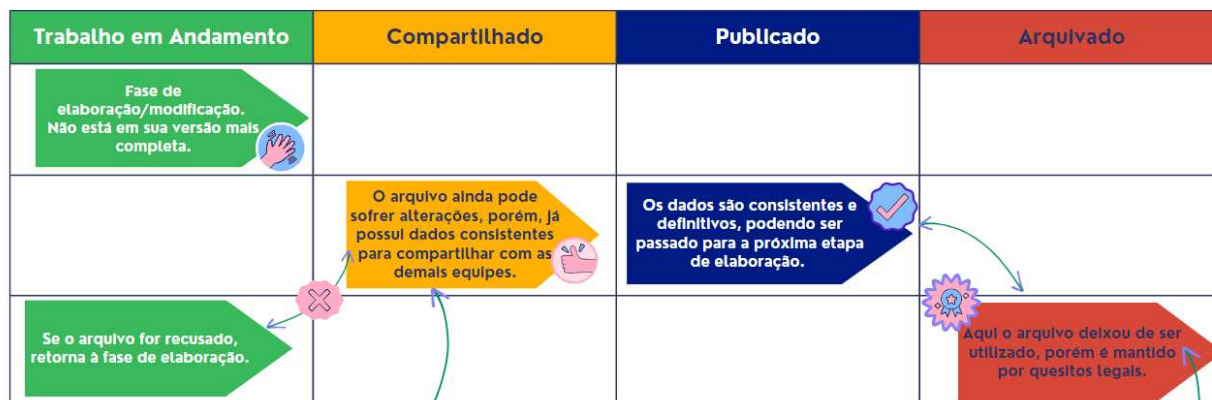 Trabalho em Andamento
Compartilhado
Publicado
Arquivado
Fase de
elaboração/modificação.
Não está em sua versão mais
completa.
O arquivo ainda pode
sofrer alterações, porém, já
possui dados consistentes
para compartilhar com as
demais equipes.
Os dados são consistentes e
definitivos, podendo ser
passado para a próxima etapa
de elaboração.
Se o arquivo for recusado,
retorna à fase de elaboração.
Aqui o arquivo deixou de ser
utilizado, porém é mantido
por quesitos legais.